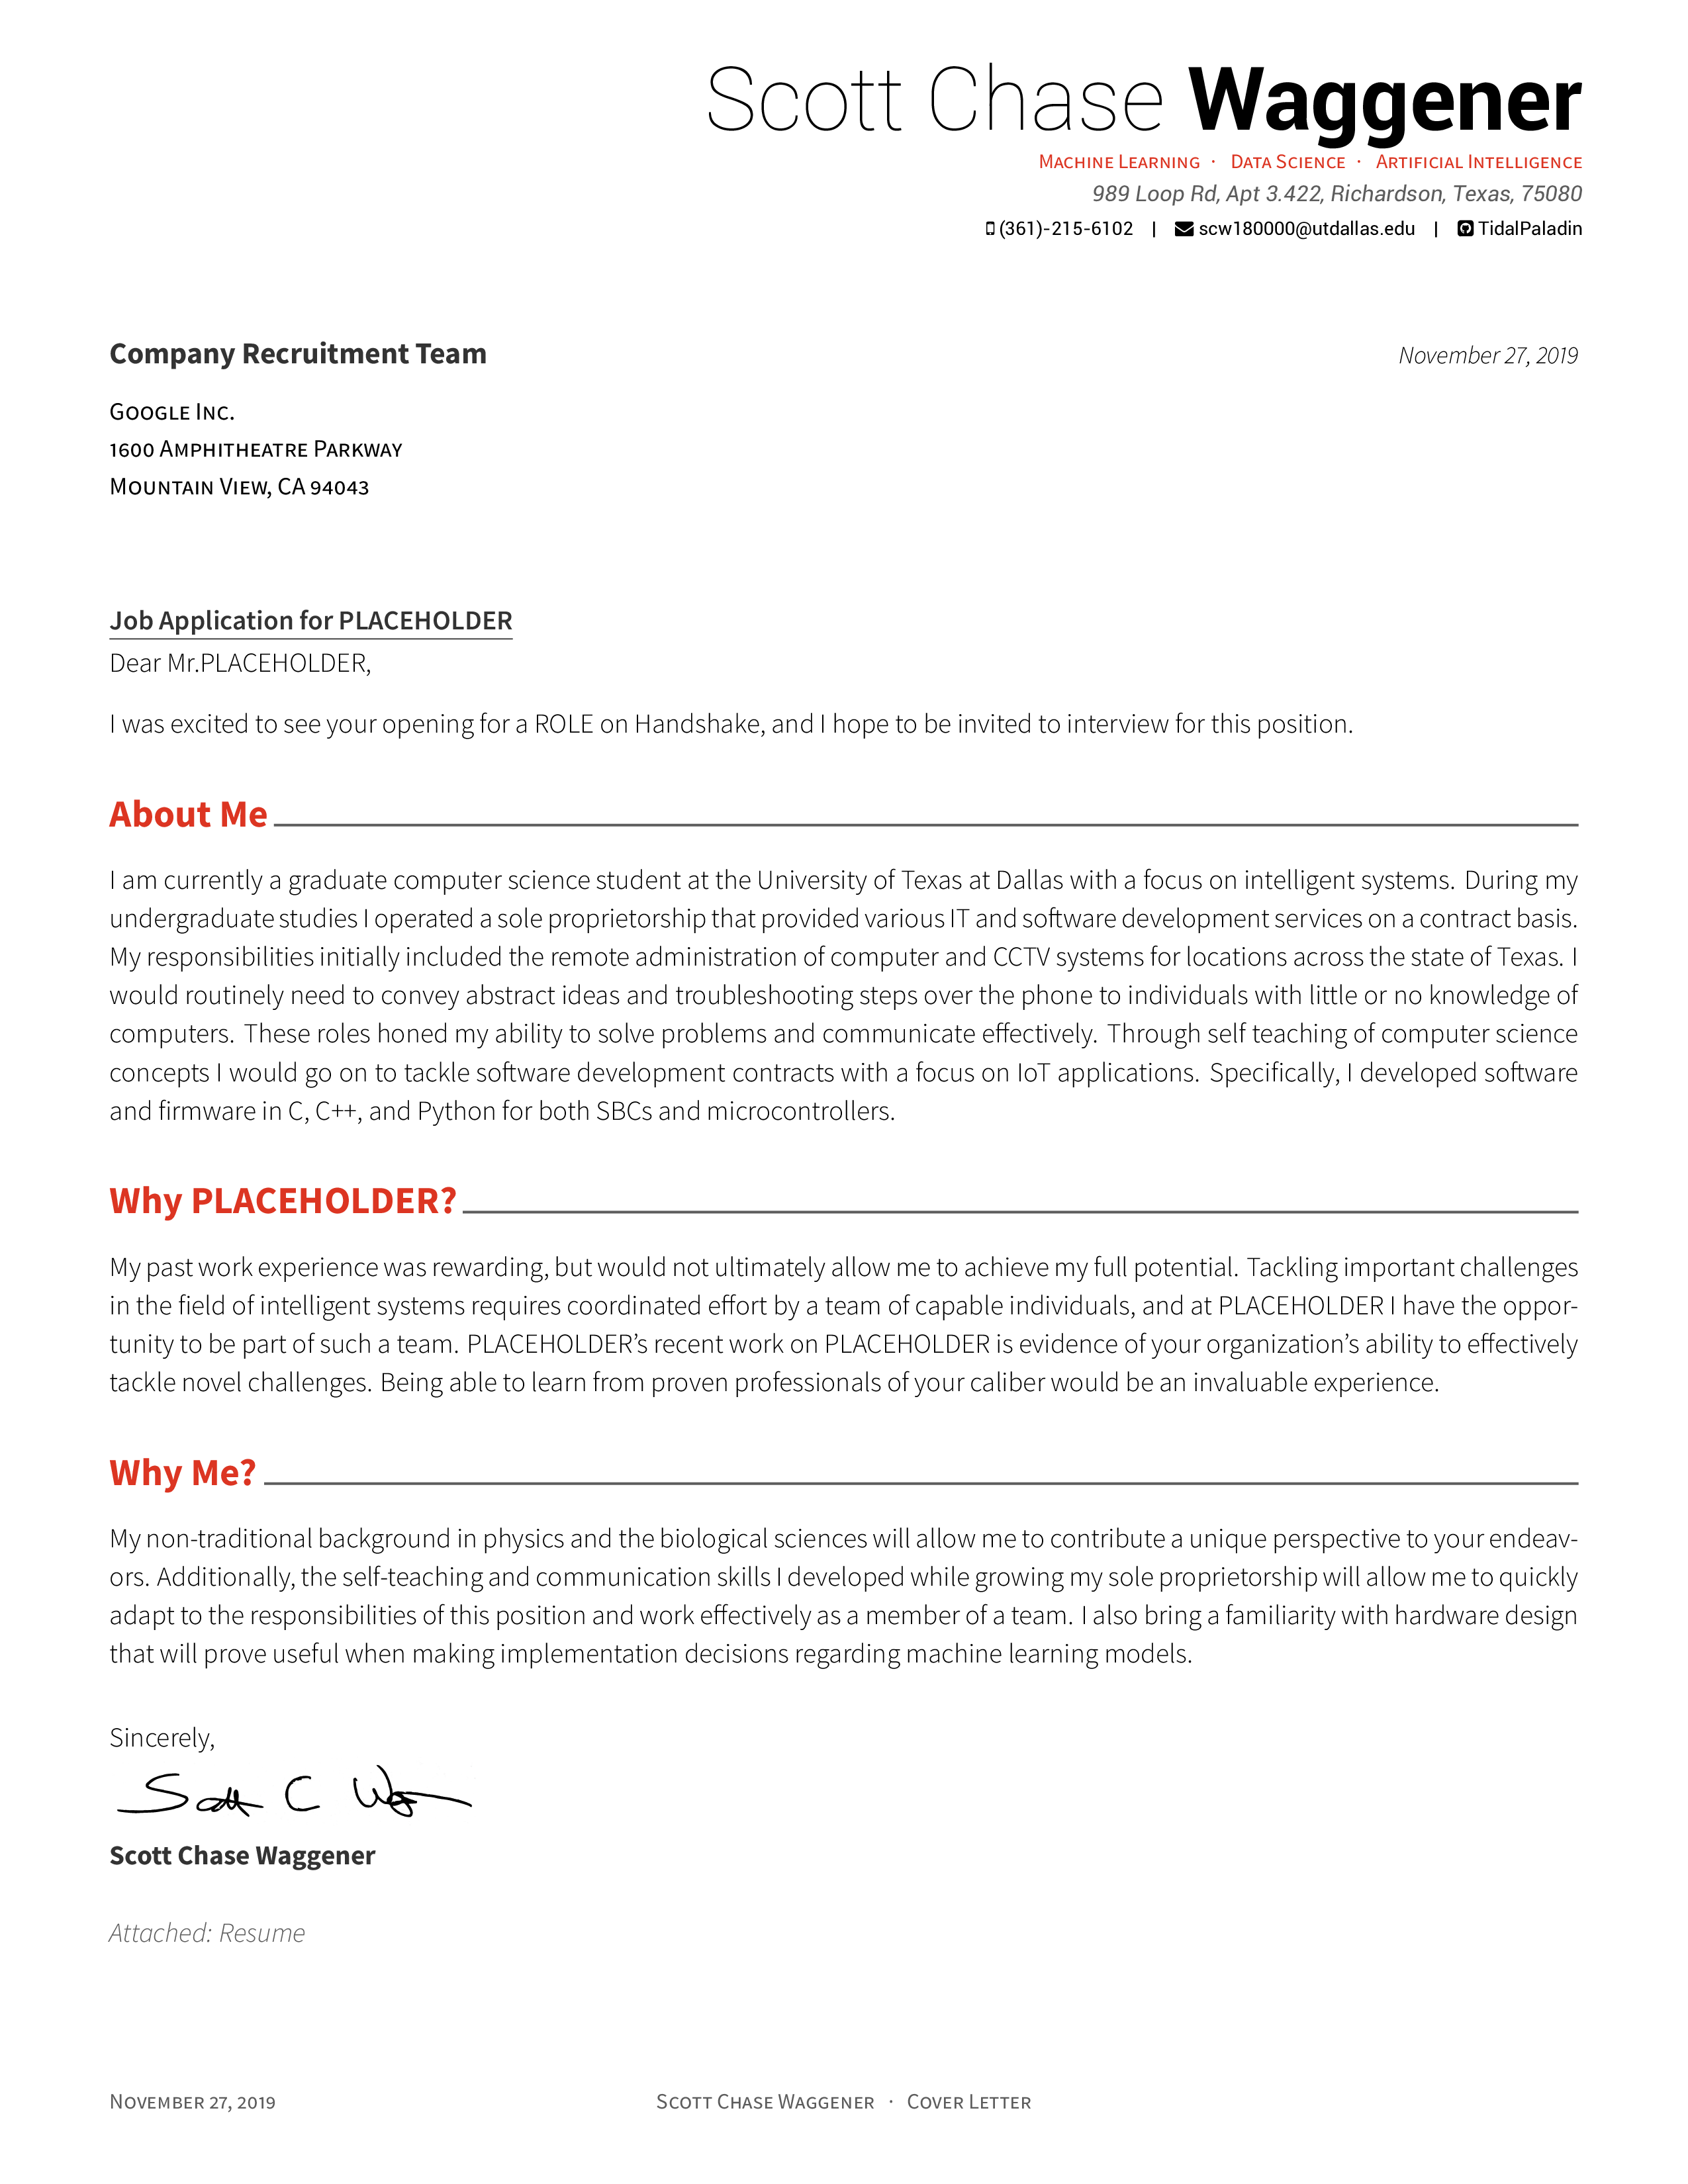 Scott Chase Waggener
Machine Learning · Data Science · Artificial Intelligence
989 Loop Rd, Apt 3.422, Richardson, Texas, 75080
(361)-215-6102 | scw180000@utdallas.edu | TidalPaladin
Company Recruitment Team
November 27, 2019
Google Inc.
1600 Amphitheatre Parkway
Mountain View, CA 94043
Job Application for PLACEHOLDER
Dear Mr.PLACEHOLDER,
I was excited to see your opening for a ROLE on Handshake, and I hope to be invited to interview for this position.
About Me
I am currently a graduate computer science student at the University of Texas at Dallas with a focus on intelligent systems. During my
undergraduate studies I operated a sole proprietorship that provided various IT and software development services on a contract basis.
My responsibilities initially included the remote administration of computer and CCTV systems for locations across the state of Texas. I
would routinely need to convey abstract ideas and troubleshooting steps over the phone to individuals with little or no knowledge of
computers. These roles honed my ability to solve problems and communicate effectively. Through self teaching of computer science
concepts I would go on to tackle software development contracts with a focus on IoT applications. Specifically, I developed software
and firmware in C, C++, and Python for both SBCs and microcontrollers.
Why PLACEHOLDER?
My past work experience was rewarding, but would not ultimately allow me to achieve my full potential. Tackling important challenges
in the field of intelligent systems requires coordinated effort by a team of capable individuals, and at PLACEHOLDER I have the oppor-
tunity to be part of such a team. PLACEHOLDER's recent work on PLACEHOLDER is evidence of your organization's ability to effectively
tackle novel challenges. Being able to learn from proven professionals of your caliber would be an invaluable experience.
Why Me?
My non-traditional background in physics and the biological sciences will allow me to contribute a unique perspective to your endeav-
ors. Additionally, the self-teaching and communication skills I developed while growing my sole proprietorship will allow me to quickly
adapt to the responsibilities of this position and work effectively as a member of a team. I also bring a familiarity with hardware design
that will prove useful when making implementation decisions regarding machine learning models.
Sincerely,
Scott C
Scott Chase Waggener
Attached: Resume
November 27, 2019
Scott Chase Waggener · Cover Letter